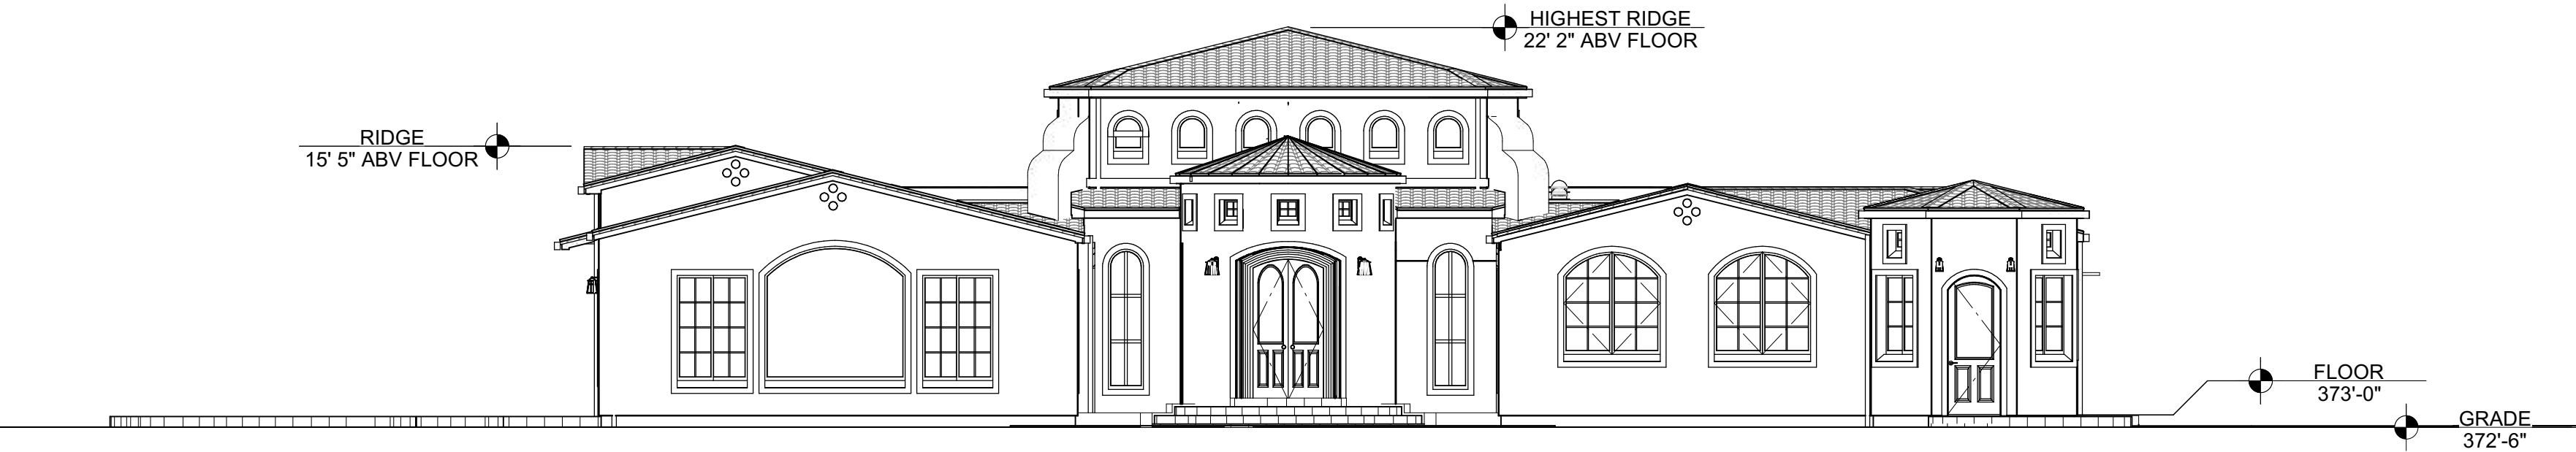 HIGHEST RIDGE
22' 2" ABV FLOOR
RIDGE
15' 5" ABV FLOOR
FLOOR
373'-0"
GRADE
372'-6"